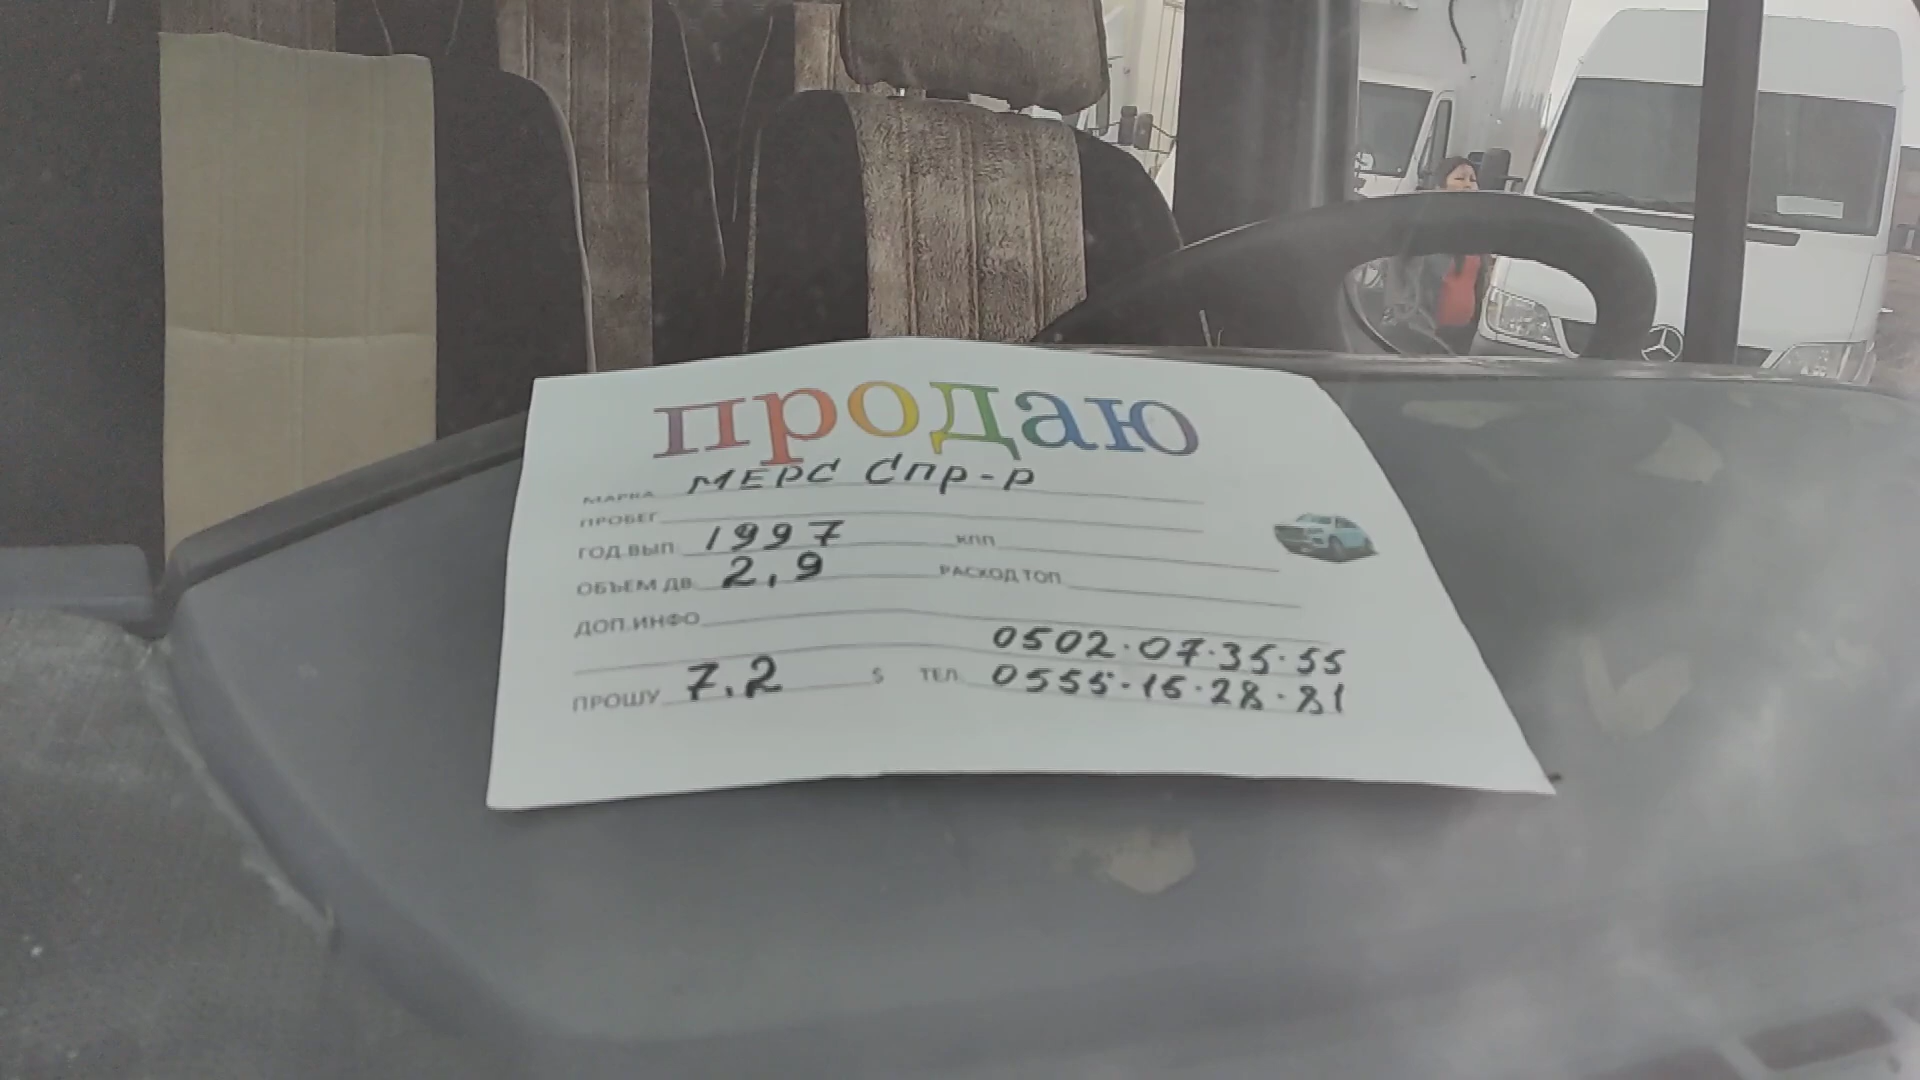 продаю
МАРКА МЕРС Спр-р
ПРОБЕГ
ГОД.ВЫП. 1997 КПП
ОБЪЕМ ДВ. 2,9 РАСХОД ТОП.
ДОП.ИНФО
0502.07.35.55
ПРОШУ 7.2 $ ТЕЛ. 0555.15.28.81